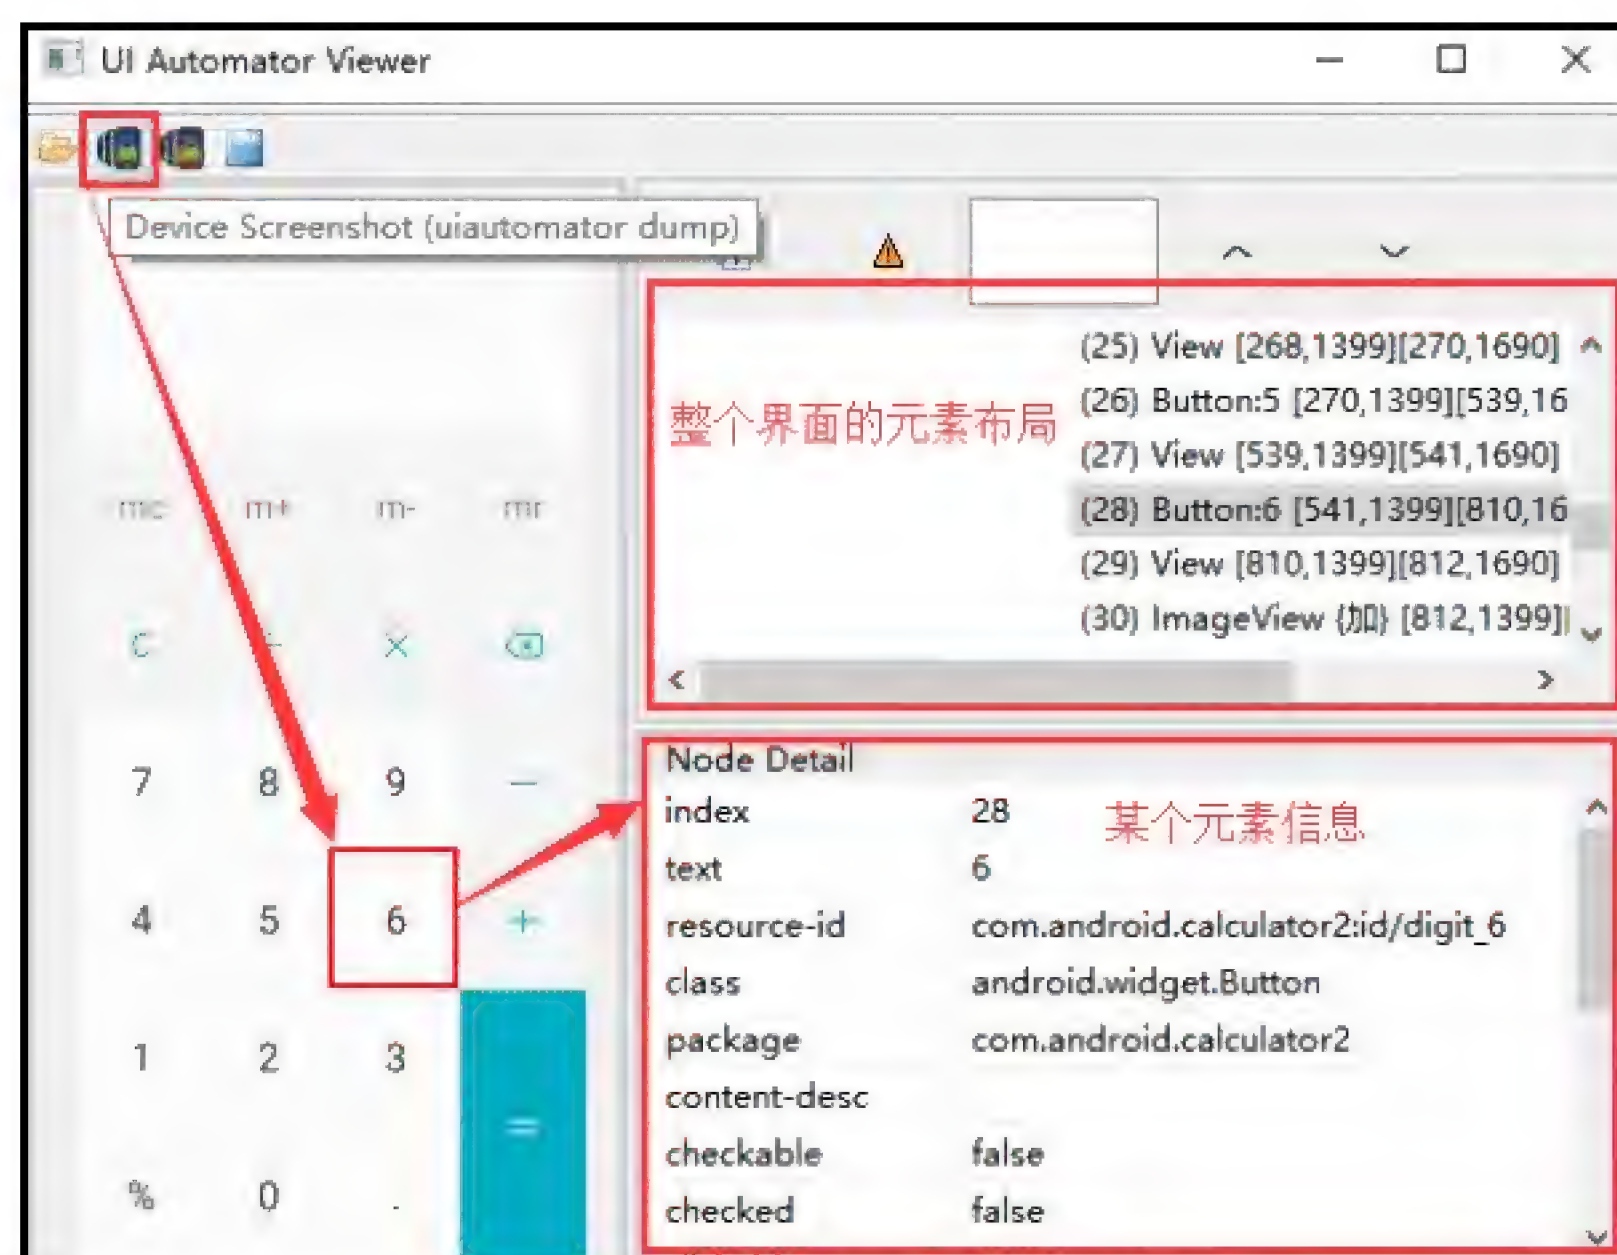 UI Automator Viewer
Device Screenshot (uiautomator dump)
整个界面的元素布局
(25) View [268,1399][270,1690]
(26) Button:5 [270,1399][539,16
(27) View [539,1399][541,1690]
(28) Button:6 [541,1399][810,16
(29) View [810,1399][812,1690]
(30) ImageView {加} [812,1399][
mc m+ m- mr
C ÷ ×
7 8 9 −
4 5 6 +
1 2 3
=
% 0 .
Node Detail
某个元素信息
index 28
text 6
resource-id com.android.calculator2:id/digit_6
class android.widget.Button
package com.android.calculator2
content-desc
checkable false
checked false